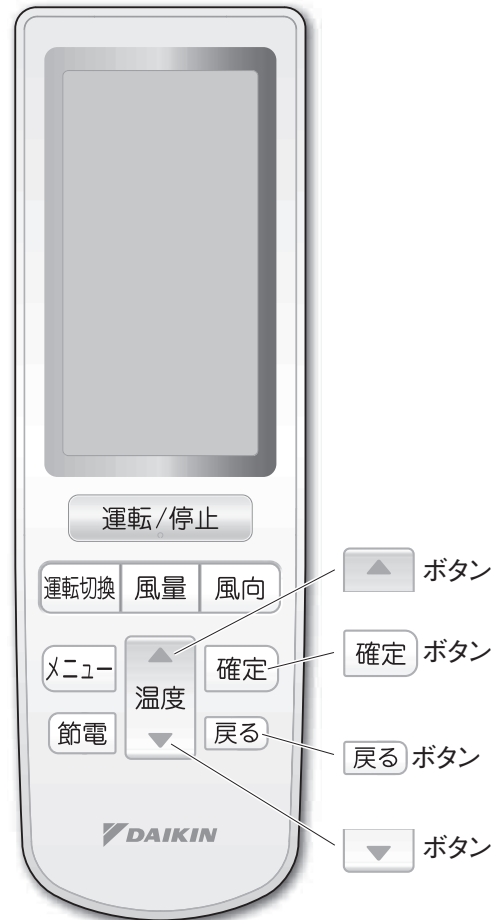 運転/停止
運転切換 風量 風向
▲ ボタン
メニュー ▲ 確定
温度
確定 ボタン
節電 ▼ 戻る
戻る ボタン
DAIKIN
▼ ボタン